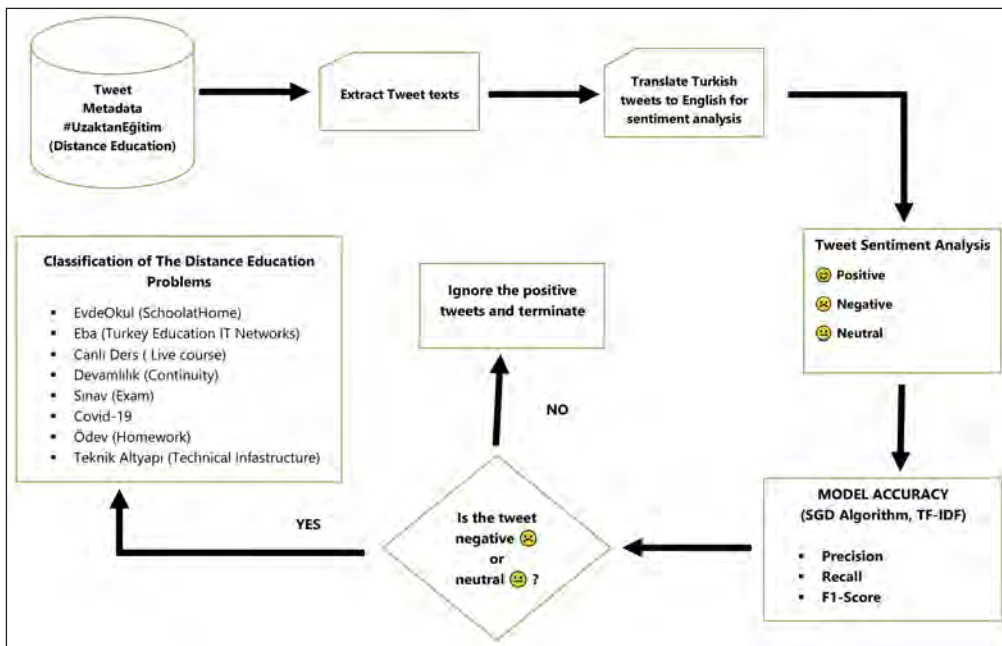 Tweet
Metadata
#UzaktanEğitim
(Distance Education)
Extract Tweet texts
Translate Turkish
tweets to English for
sentiment analysis
Tweet Sentiment Analysis
Positive
Negative
Neutral
MODEL ACCURACY
(SGD Algorithm, TF-IDF)
▪ Precision
▪ Recall
▪ F1-Score
Is the tweet
negative
or
neutral ?
NO
Ignore the positive
tweets and terminate
YES
Classification of The Distance Education
Problems
▪ EvdeOkul (SchoolatHome)
▪ Eba (Turkey Education IT Networks)
▪ Canli Ders ( Live course)
▪ Devamlılık (Continuity)
▪ Sınav (Exam)
▪ Covid-19
▪ Ödev (Homework)
▪ Teknik Altyapı (Technical Infastructure)